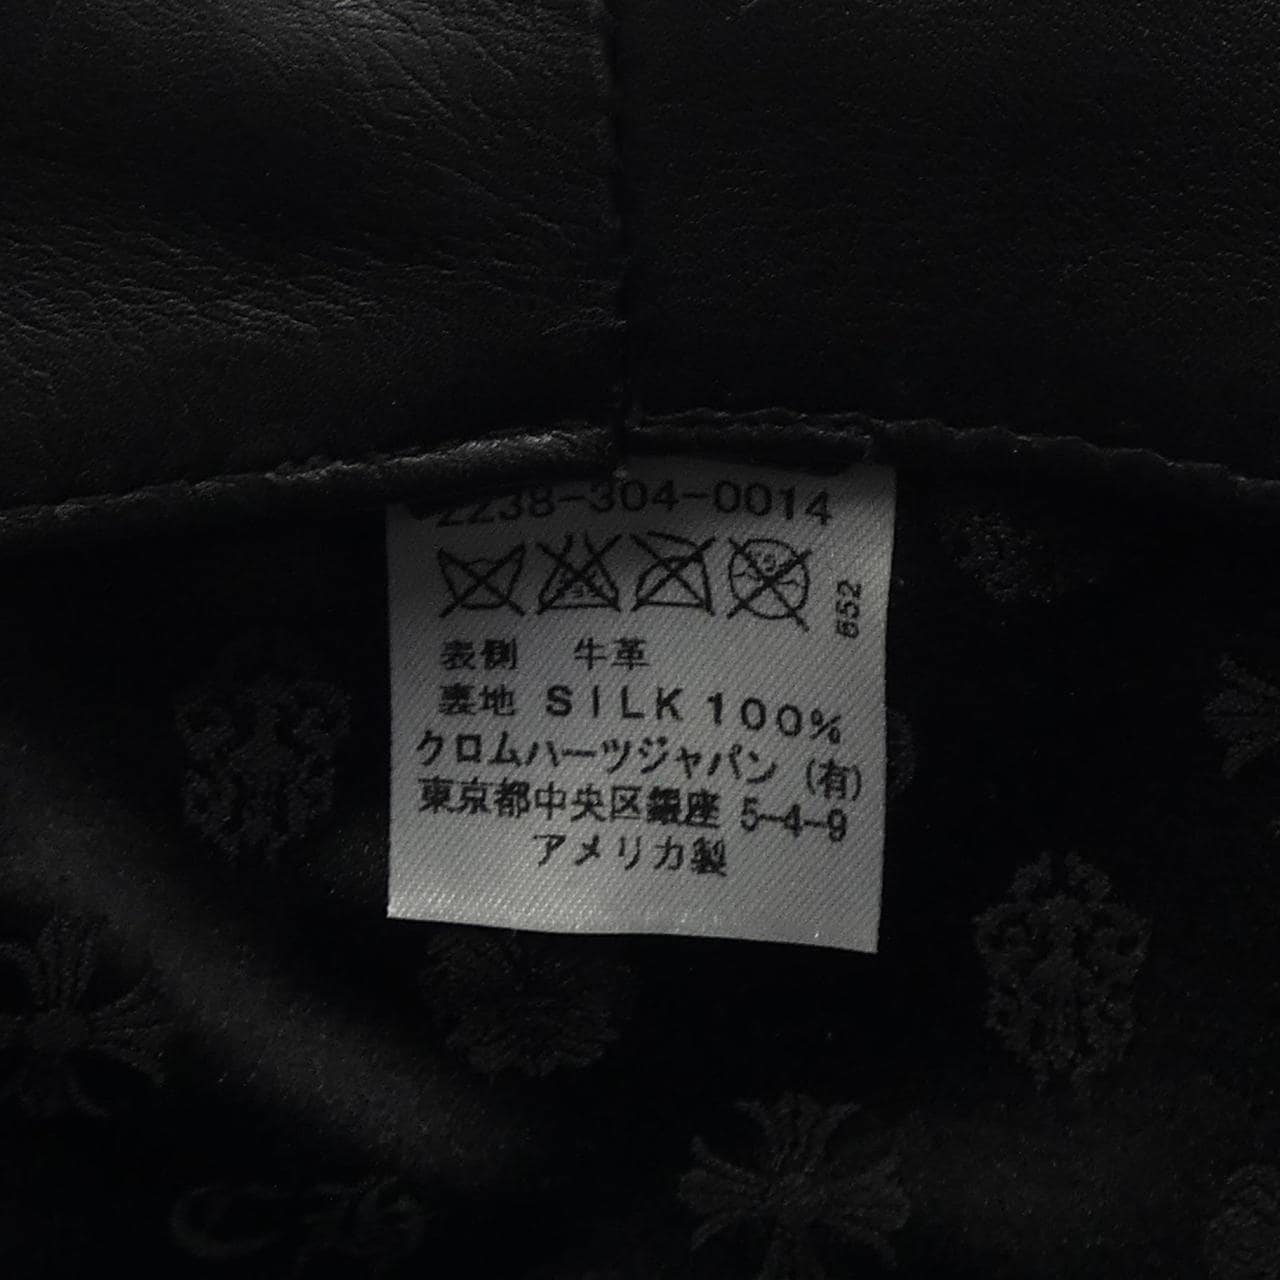 2238-304-0014
652
表側 牛革
裏地 SILK 100%
クロムハーツジャパン (有)
東京都中央区銀座 5-4-9
アメリカ製